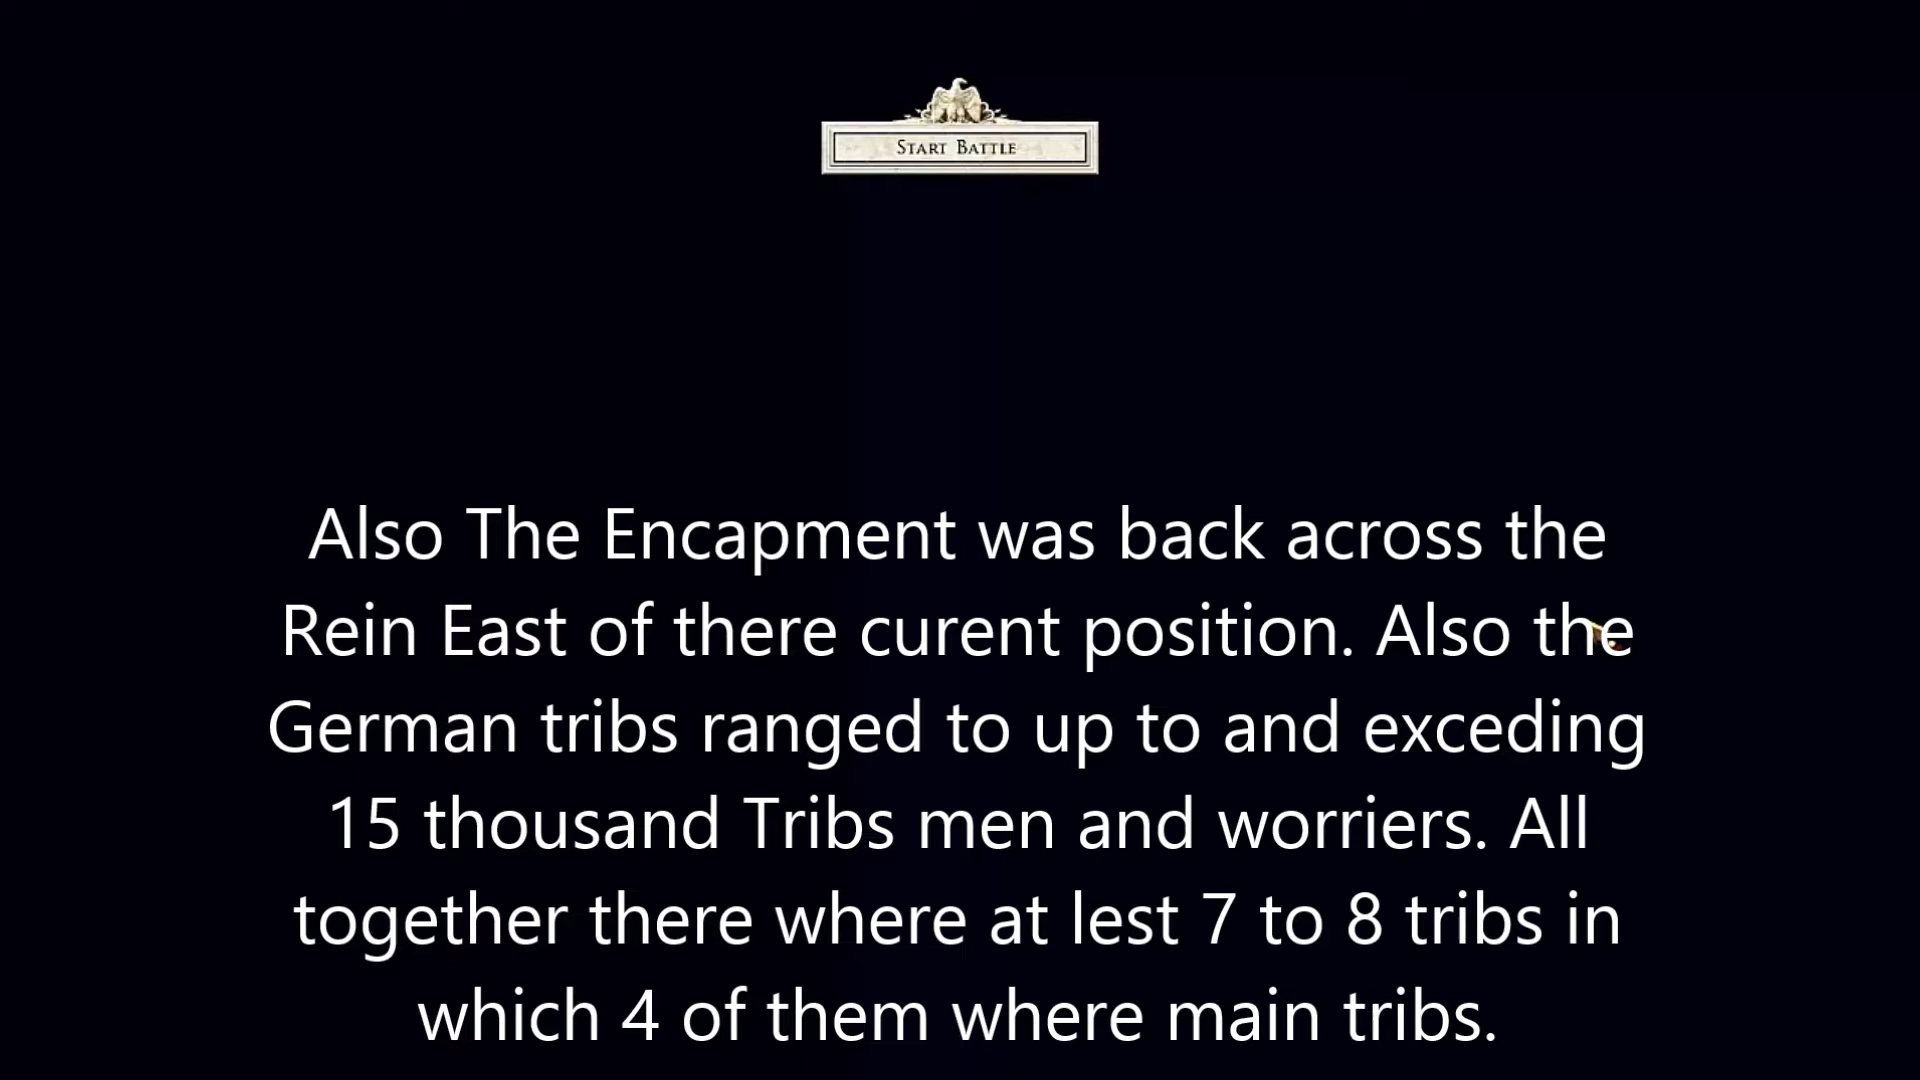 START BATTLE
Also The Encapment was back across the
Rein East of there curent position. Also the
German tribs ranged to up to and exceding
15 thousand Tribs men and worriers. All
together there where at lest 7 to 8 tribs in
which 4 of them where main tribs.